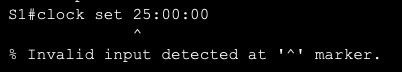 S1#clock set 25:00:00
^
% Invalid input detected at '^' marker.